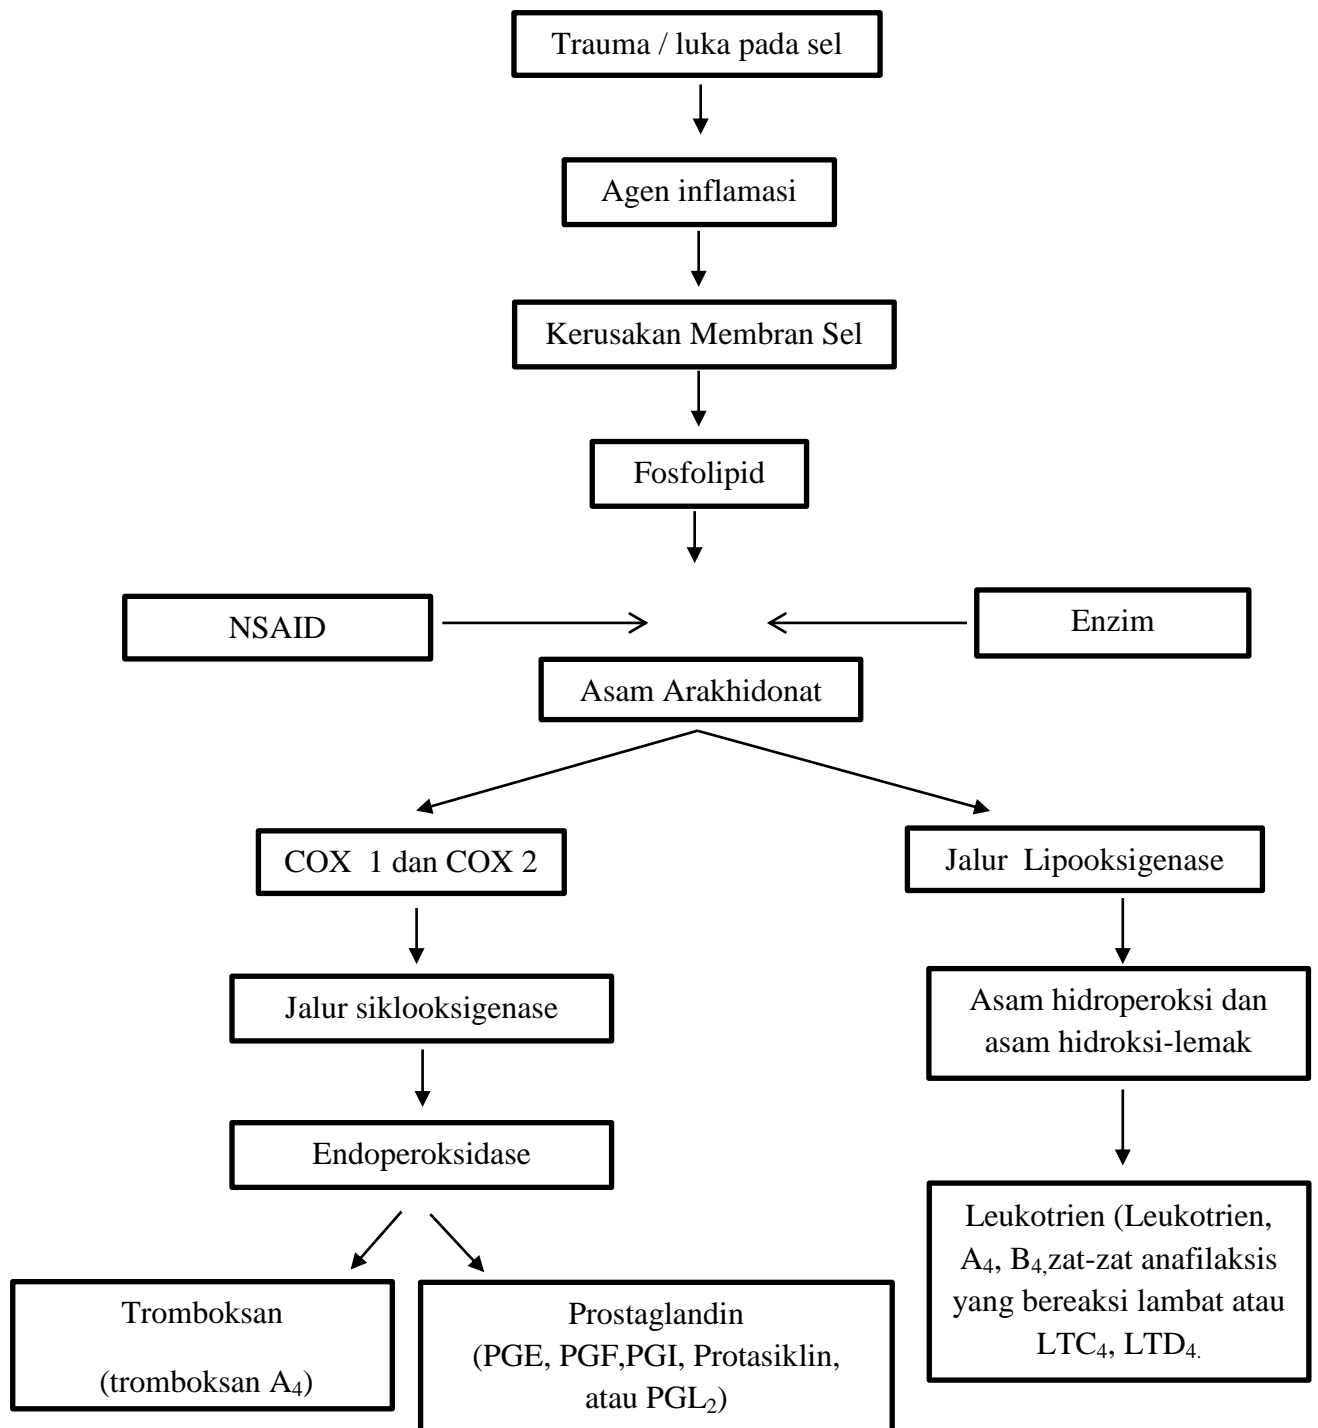 Trauma / luka pada sel
Agen inflamasi
Kerusakan Membran Sel
Fosfolipid
NSAID
Enzim
Asam Arakhidonat
COX 1 dan COX 2
Jalur Lipooksigenase
Jalur siklooksigenase
Asam hidroperoksi dan
asam hidroksi-lemak
Endoperoksidase
Leukotrien (Leukotrien,
A₄, B₄,zat-zat anafilaksis
yang bereaksi lambat atau
LTC₄, LTD₄.
Tromboksan
(tromboksan A₄)
Prostaglandin
(PGE, PGF,PGI, Protasiklin,
atau PGL₂)